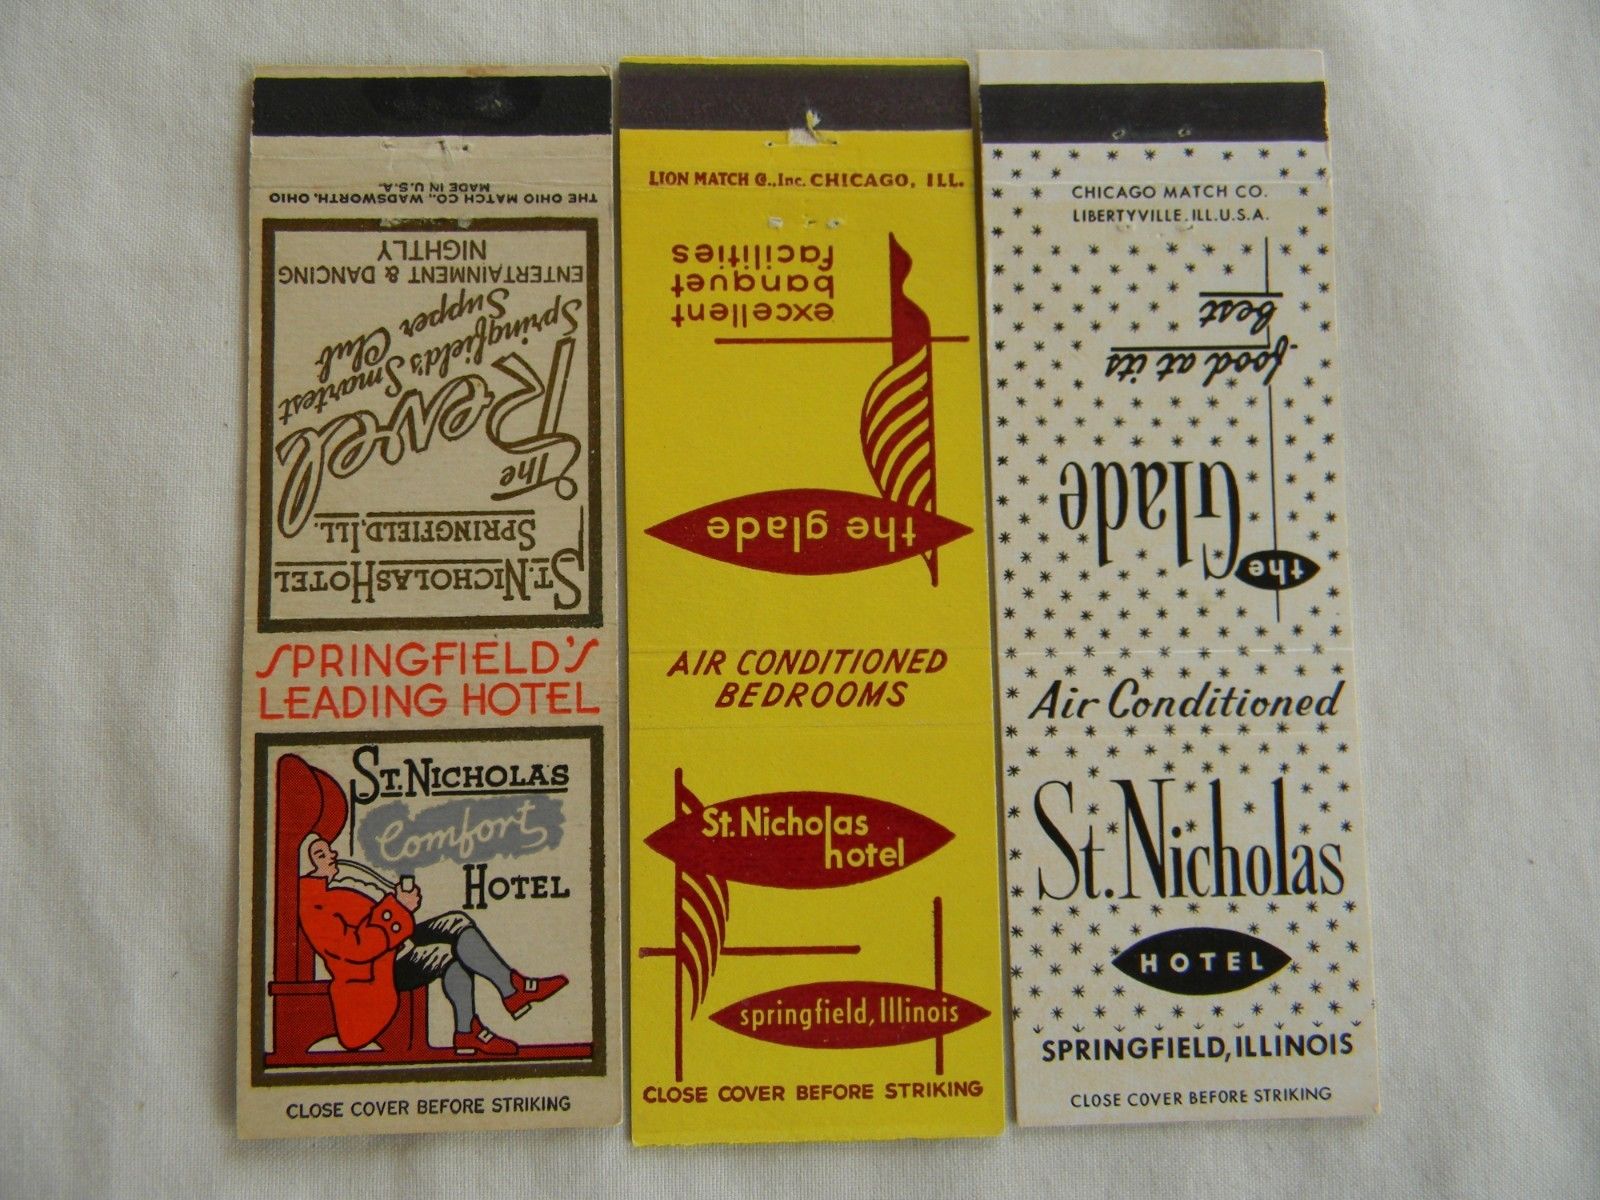 THE OHIO MATCH CO., WADSWORTH, OHIO
MADE IN U.S.A.
St. Nicholas Hotel
Springfield, Ill.
The
Revel
Springfield's Smartest
Supper Club
ENTERTAINMENT & DANCING
NIGHTLY
SPRINGFIELD'S
LEADING HOTEL
St. Nicholas
Comfort
Hotel
CLOSE COVER BEFORE STRIKING
LION MATCH Co., Inc. CHICAGO, ILL.
the glade
excellent
banquet
facilities
AIR CONDITIONED
BEDROOMS
St. Nicholas
hotel
springfield, Illinois
CLOSE COVER BEFORE STRIKING
CHICAGO MATCH CO.
LIBERTYVILLE, ILL. U.S.A.
the
Glade
food at its
best
Air Conditioned
St. Nicholas
HOTEL
SPRINGFIELD, ILLINOIS
CLOSE COVER BEFORE STRIKING